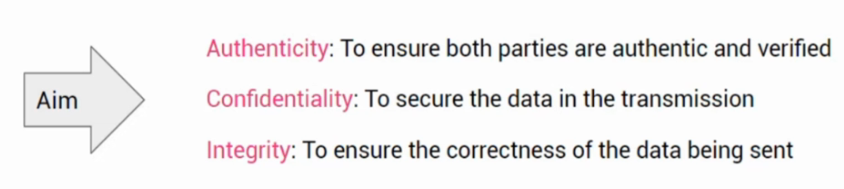 Authenticity: To ensure both parties are authentic and verified
Aim
Confidentiality: To secure the data in the transmission
Integrity: To ensure the correctness of the data being sent